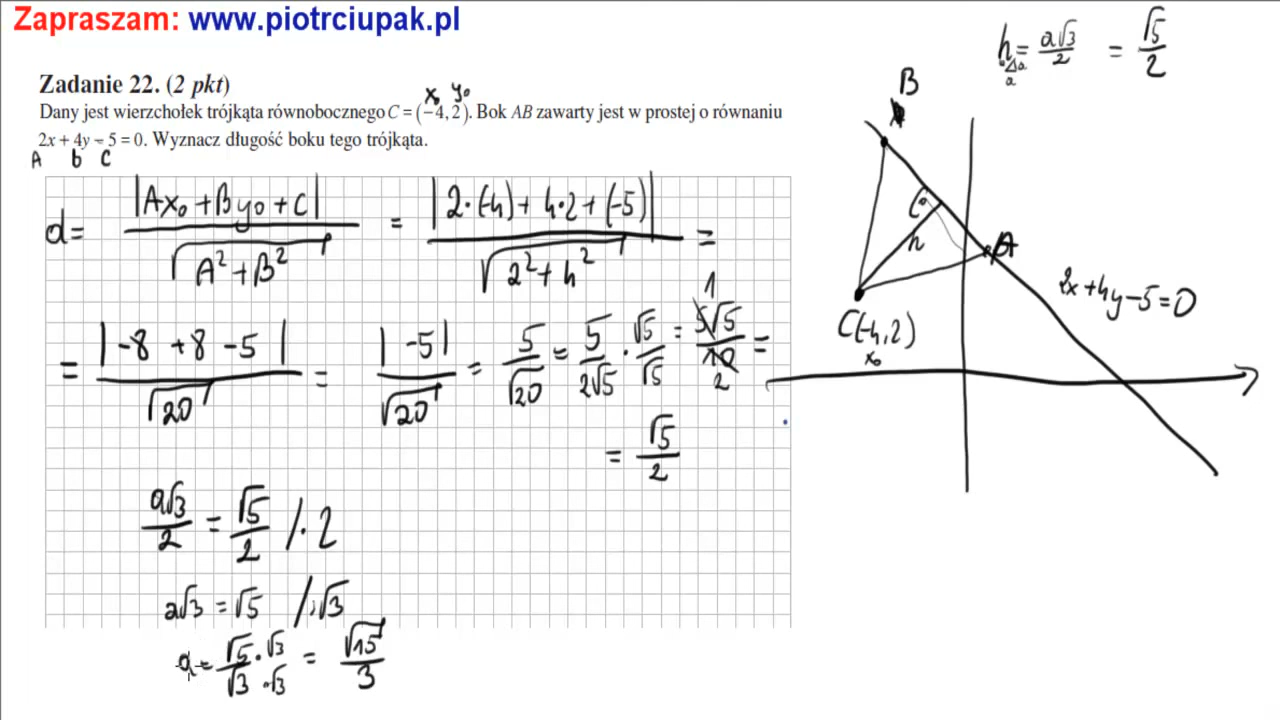 Zapraszam: www.piotrciupak.pl
Zadanie 22. (2 pkt)
x₀ y₀
Dany jest wierzchołek trójkąta równobocznego C = (−4, 2). Bok AB zawarty jest w prostej o równaniu
2x + 4y − 5 = 0. Wyznacz długość boku tego trójkąta.
A b C
d = |Ax₀ + By₀ + C| / √(A² + B²) = |2·(-4) + 4·2 + (-5)| / √(2² + 4²) =
= |-8 + 8 - 5| / √20 = |-5| / √20 = 5/√20 = 5/(2√5) · √5/√5 = 5√5/10 =
1
2
= √5/2
a√3/2 = √5/2 /·2
a√3 = √5 /:√3
a = √5/√3 ·√3/·√3 = √15/3
h = a√3/2 = √5/2
Δa
a
B
h
A
2x+4y-5=0
C(-4,2)
x₀